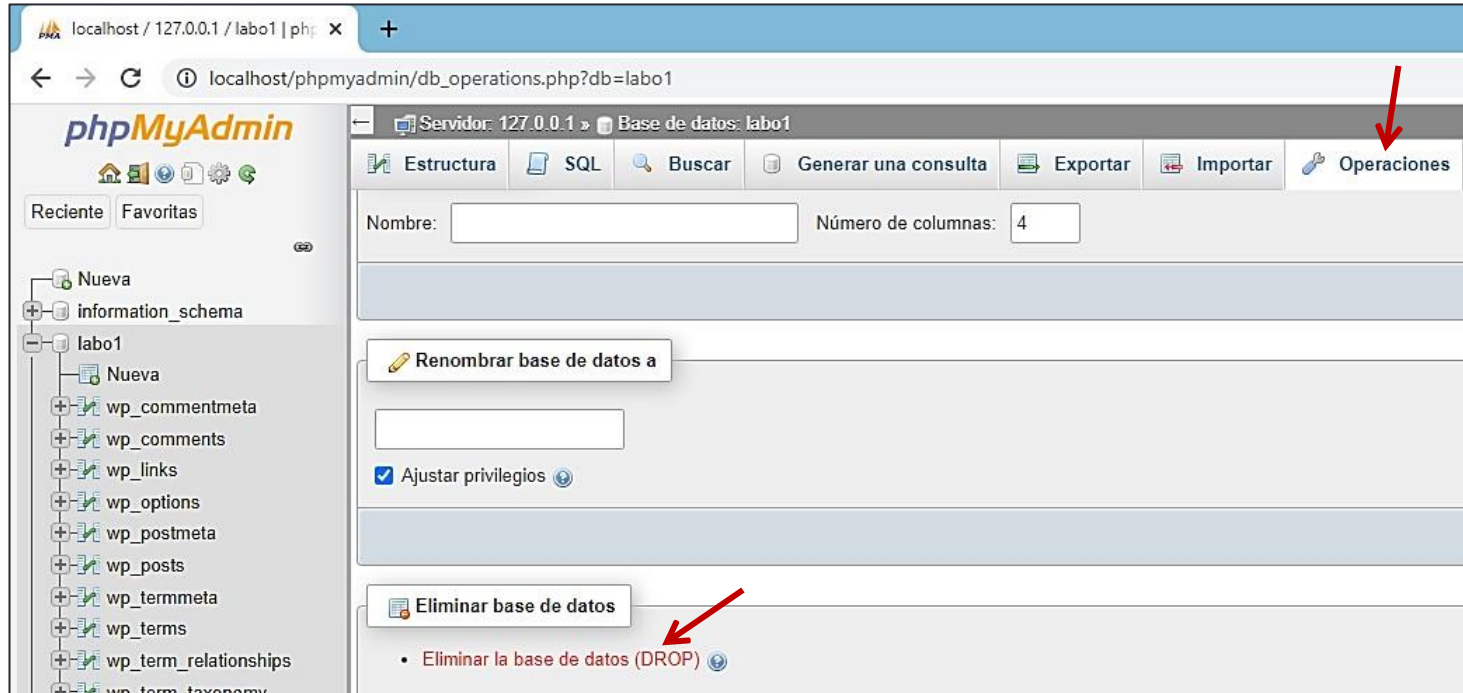 localhost / 127.0.0.1 / labo1 | php
localhost/phpmyadmin/db_operations.php?db=labo1
phpMyAdmin
Reciente Favoritas
Nueva
information_schema
labo1
Nueva
wp_commentmeta
wp_comments
wp_links
wp_options
wp_postmeta
wp_posts
wp_termmeta
wp_terms
wp_term_relationships
wp_term_taxonomy
Servidor: 127.0.0.1 » Base de datos: labo1
Estructura SQL Buscar Generar una consulta Exportar Importar Operaciones
Nombre: Número de columnas: 4
Renombrar base de datos a
Ajustar privilegios
Eliminar base de datos
• Eliminar la base de datos (DROP)